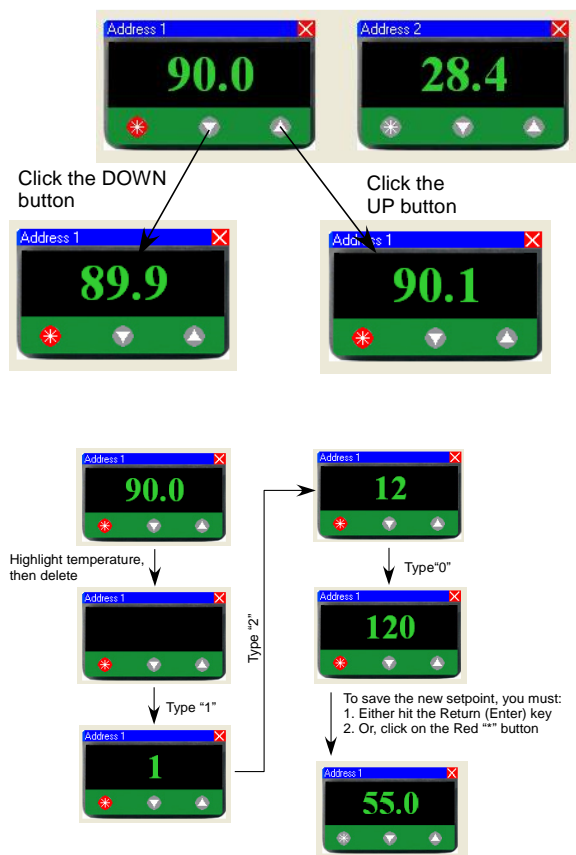 Address 1
90.0
Address 2
28.4
Click the DOWN
button
Click the
UP button
Address 1
89.9
Address 1
90.1
Address 1
90.0
Highlight temperature,
then delete
Address 1
Type “1”
Address 1
1
Type “2”
Address 1
12
Type“0”
Address 1
120
To save the new setpoint, you must:
1. Either hit the Return (Enter) key
2. Or, click on the Red “*” button
Address 1
55.0